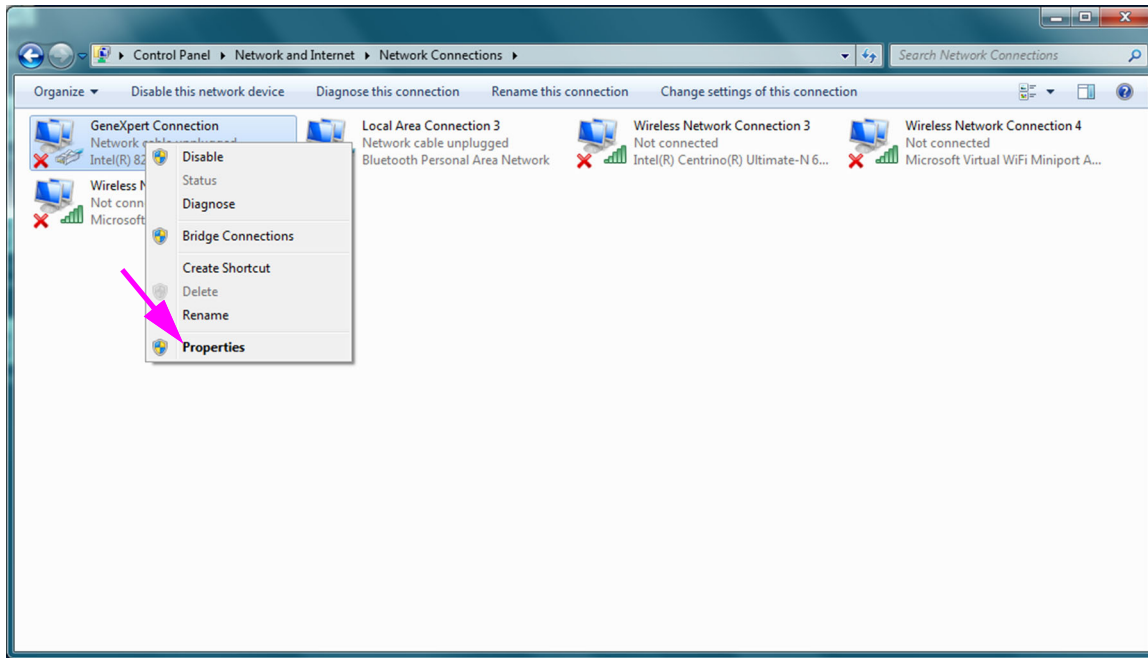 Control Panel ▸ Network and Internet ▸ Network Connections ▸
Search Network Connections
Organize Disable this network device Diagnose this connection Rename this connection Change settings of this connection
GeneXpert Connection
Intel(R) 82
Local Area Connection 3
Network cable unplugged
Bluetooth Personal Area Network
Wireless Network Connection 3
Not connected
Intel(R) Centrino(R) Ultimate-N 6...
Wireless Network Connection 4
Not connected
Microsoft Virtual WiFi Miniport A...
Wireless N
Not conn
Microsoft
Disable
Status
Diagnose
Bridge Connections
Create Shortcut
Delete
Rename
Properties